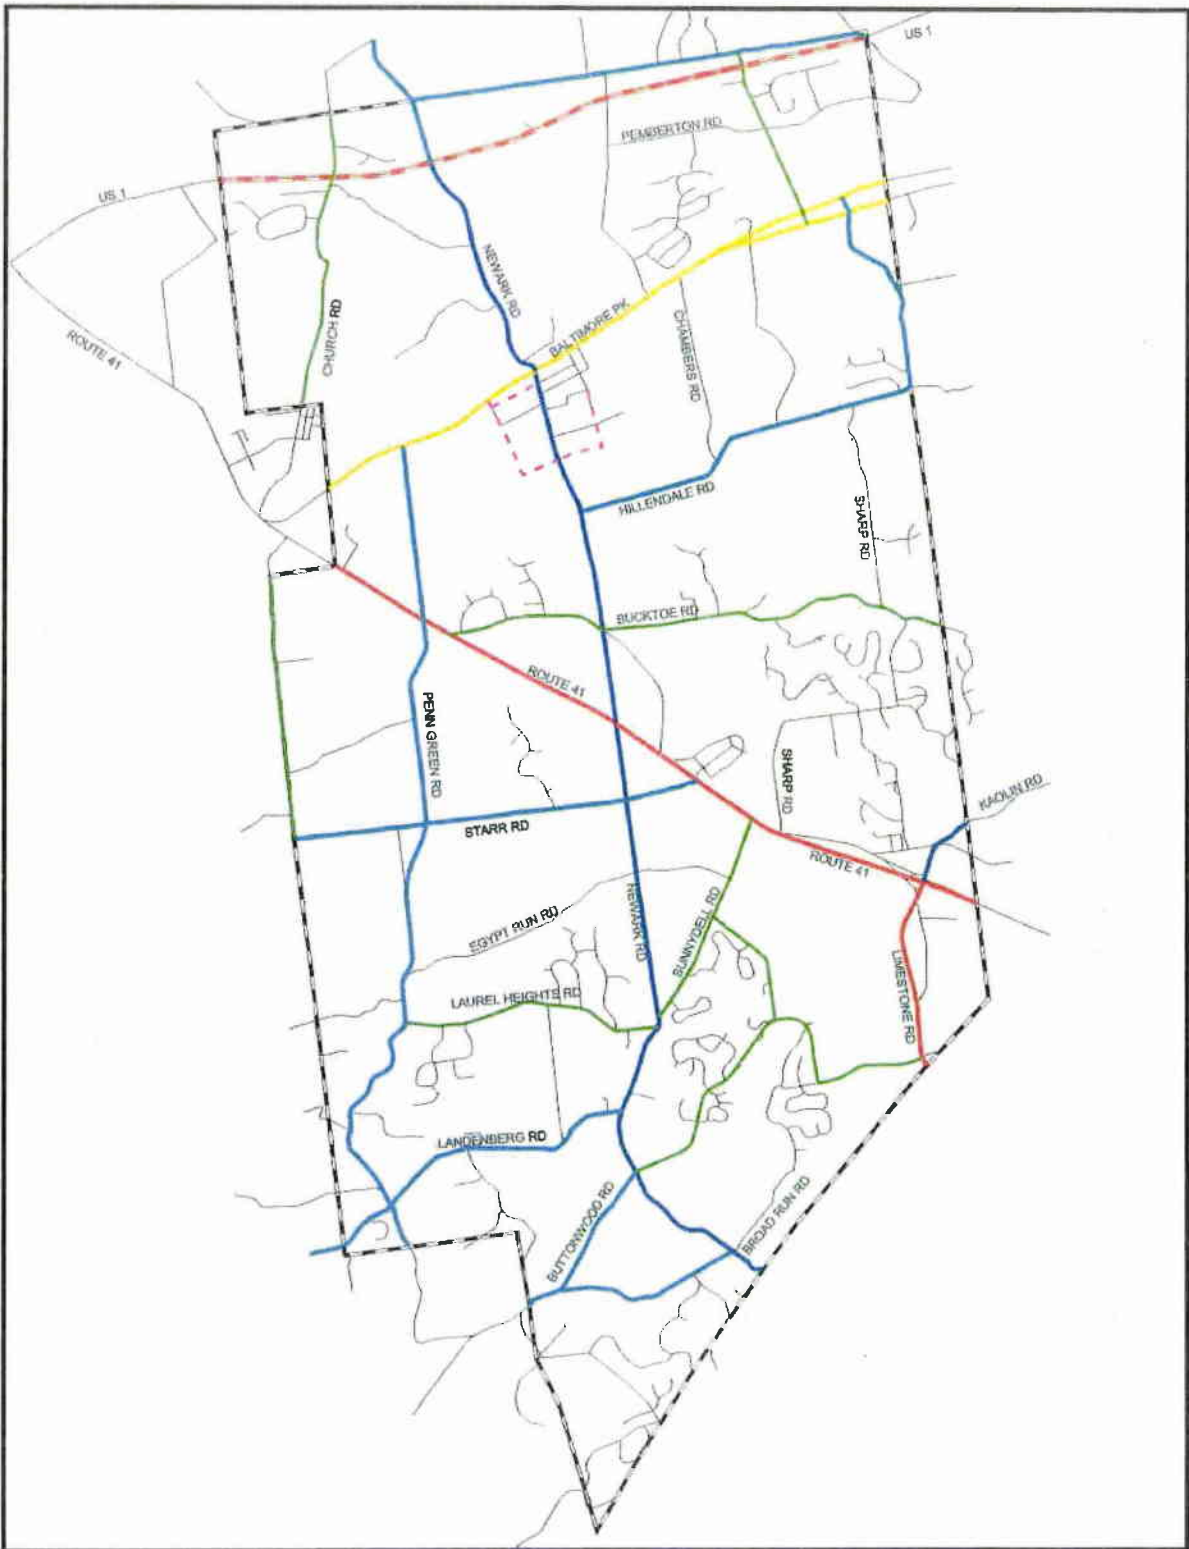 US 1
PEMBERTON RD
US 1
NEWARK RD
BALTIMORE PK
CHURCH RD
ROUTE 41
CHAMBERS RD
HILLENDALE RD
SHARP RD
BUCKTOE RD
ROUTE 41
PENN GREEN RD
SHARP RD
KAOLIN RD
STARR RD
ROUTE 41
EGYPT RUN RD
NEWARK RD
BUNNYDELL RD
LIMESTONE RD
LAUREL HEIGHTS RD
LANDENBERG RD
BUTTONWOOD RD
BROAD RUN RD